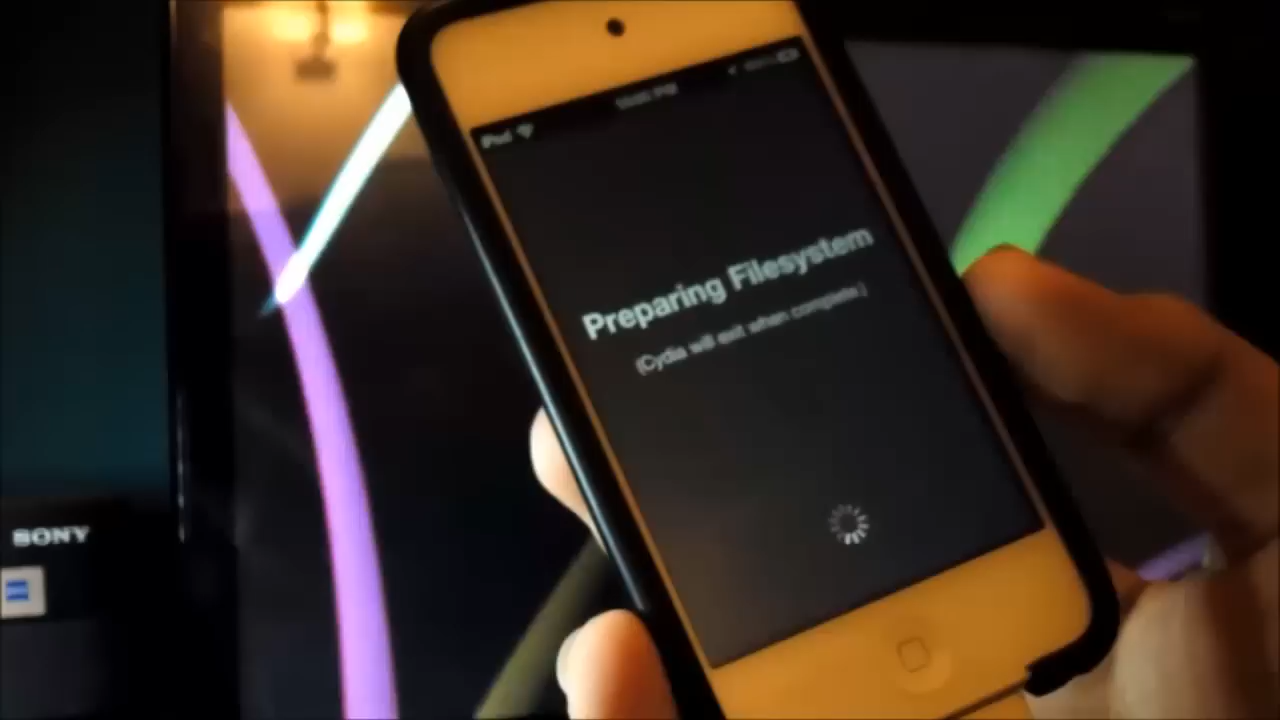 iPod
Preparing Filesystem
(Cydia will exit when complete.)
SONY